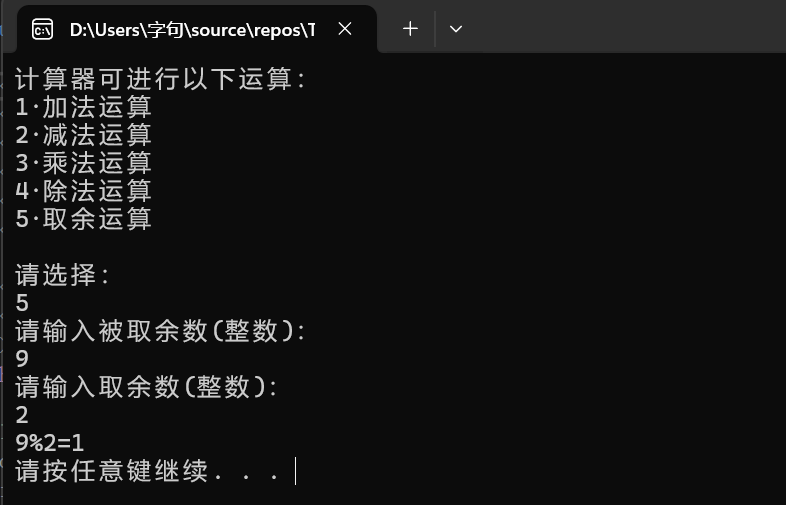 D:\Users\字句\source\repos\T
计算器可进行以下运算:
1·加法运算
2·减法运算
3·乘法运算
4·除法运算
5·取余运算
请选择:
5
请输入被取余数(整数):
9
请输入取余数(整数):
2
9%2=1
请按任意键继续. . .